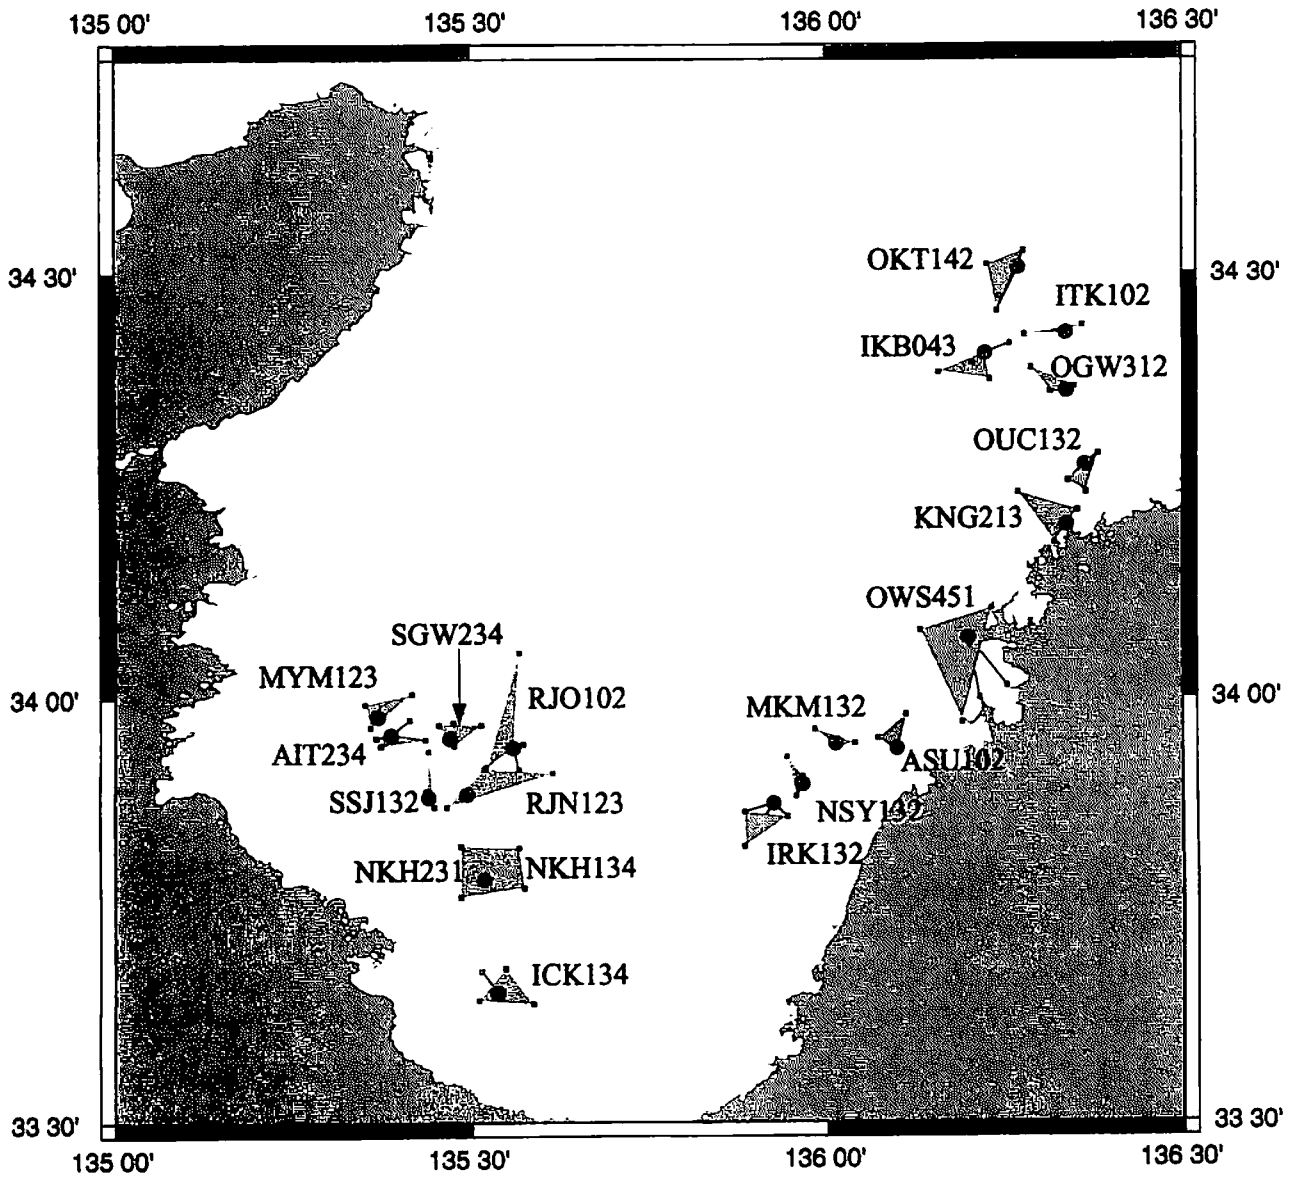 135 00' 135 30' 136 00' 136 30'
34 30' 34 30'
OKT142
ITK102
IKB043
OGW312
OUC132
KNG213
OWS451
SGW234
MYM123
RJO102
34 00' 34 00'
MKM132
AIT234
ASU102
SSJ132
RJN123
NSY132
IRK132
NKH231
NKH134
ICK134
33 30' 33 30'
135 00' 135 30' 136 00' 136 30'